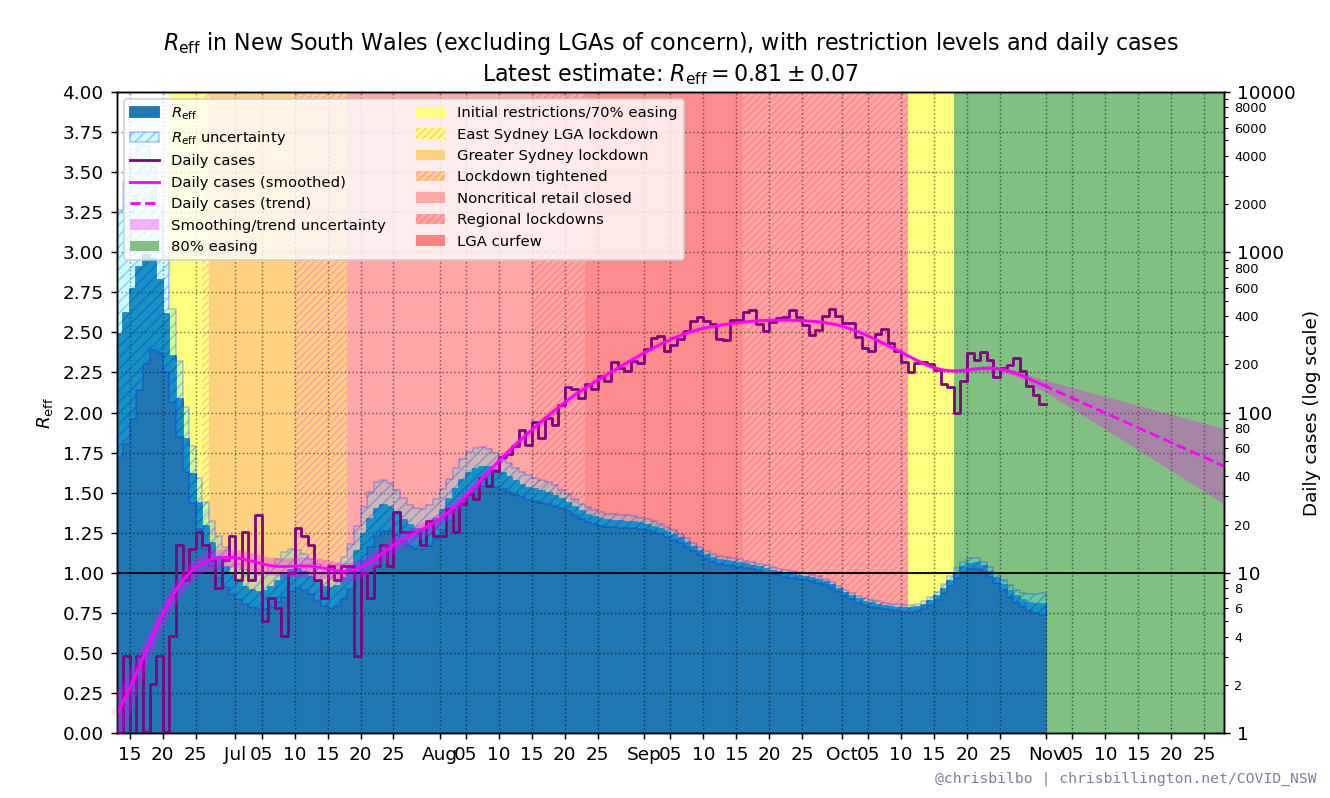 Reff in New South Wales (excluding LGAs of concern), with restriction levels and daily cases
Latest estimate: Reff = 0.81 ± 0.07
Reff
Reff uncertainty
Daily cases
Daily cases (smoothed)
Daily cases (trend)
Smoothing/trend uncertainty
80% easing
Initial restrictions/70% easing
East Sydney LGA lockdown
Greater Sydney lockdown
Lockdown tightened
Noncritical retail closed
Regional lockdowns
LGA curfew
Reff
4.00
3.75
3.50
3.25
3.00
2.75
2.50
2.25
2.00
1.75
1.50
1.25
1.00
0.75
0.50
0.25
0.00
10000
8000
6000
4000
2000
1000
800
600
400
200
100
80
60
40
20
10
8
6
4
2
1
Daily cases (log scale)
15 20 25 Jul 05 10 15 20 25 Aug 05 10 15 20 25 Sep 05 10 15 20 25 Oct 05 10 15 20 25 Nov 05 10 15 20 25
@chrisbilbo | chrisbillington.net/COVID_NSW